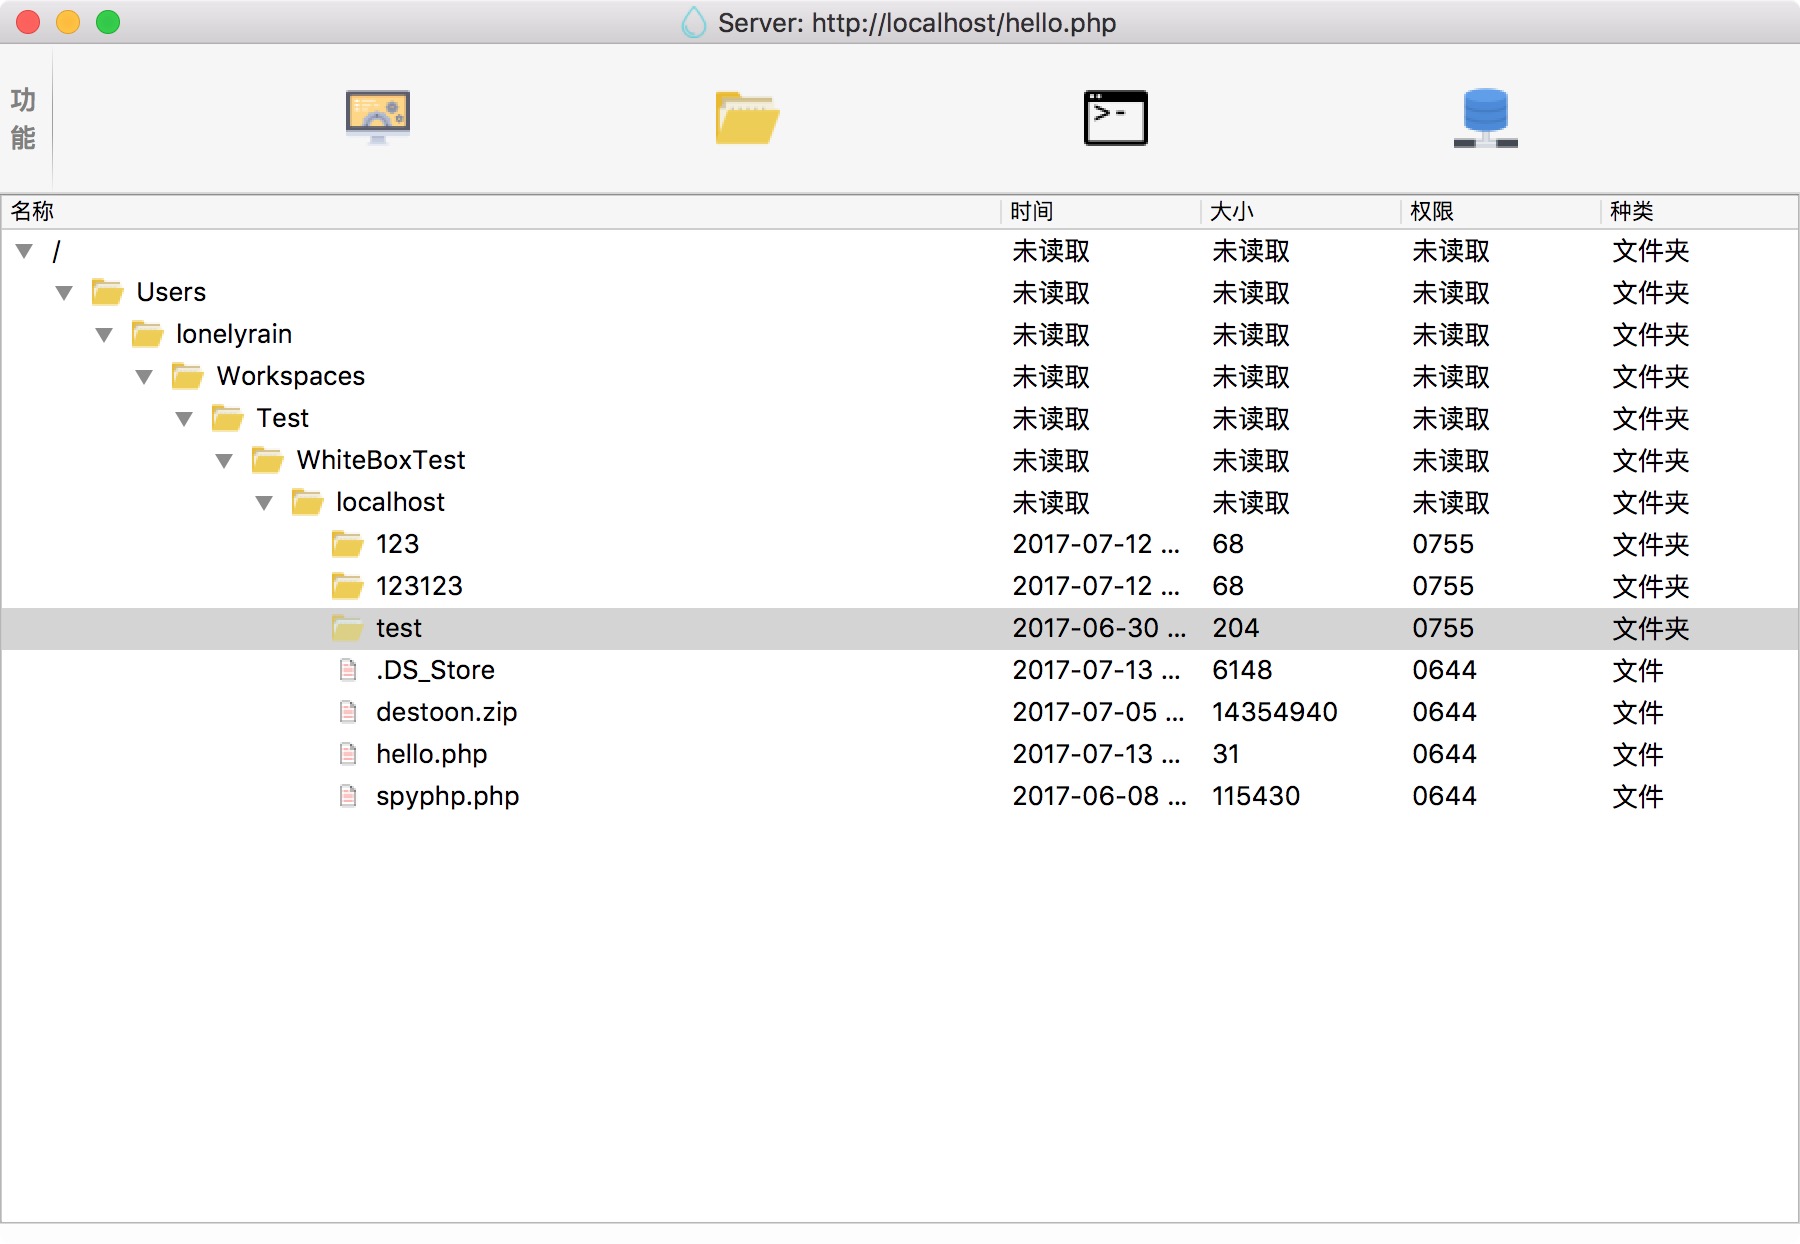 Server: http://localhost/hello.php
功能
>-
名称 时间 大小 权限 种类
/ 未读取 未读取 未读取 文件夹
Users 未读取 未读取 未读取 文件夹
lonelyrain 未读取 未读取 未读取 文件夹
Workspaces 未读取 未读取 未读取 文件夹
Test 未读取 未读取 未读取 文件夹
WhiteBoxTest 未读取 未读取 未读取 文件夹
localhost 未读取 未读取 未读取 文件夹
123 2017-07-12 ... 68 0755 文件夹
123123 2017-07-12 ... 68 0755 文件夹
test 2017-06-30 ... 204 0755 文件夹
.DS_Store 2017-07-13 ... 6148 0644 文件
destoon.zip 2017-07-05 ... 14354940 0644 文件
hello.php 2017-07-13 ... 31 0644 文件
spyphp.php 2017-06-08 ... 115430 0644 文件